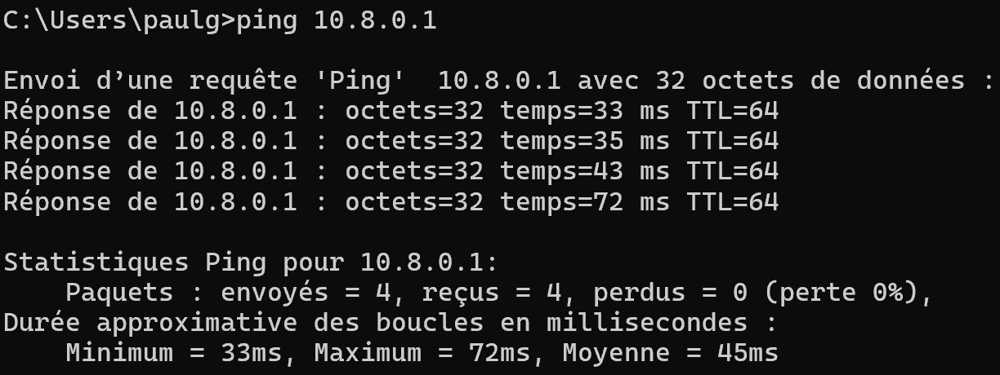 C:\Users\paulg>ping 10.8.0.1
Envoi d’une requête 'Ping'  10.8.0.1 avec 32 octets de données :
Réponse de 10.8.0.1 : octets=32 temps=33 ms TTL=64
Réponse de 10.8.0.1 : octets=32 temps=35 ms TTL=64
Réponse de 10.8.0.1 : octets=32 temps=43 ms TTL=64
Réponse de 10.8.0.1 : octets=32 temps=72 ms TTL=64
Statistiques Ping pour 10.8.0.1:
    Paquets : envoyés = 4, reçus = 4, perdus = 0 (perte 0%),
Durée approximative des boucles en millisecondes :
    Minimum = 33ms, Maximum = 72ms, Moyenne = 45ms